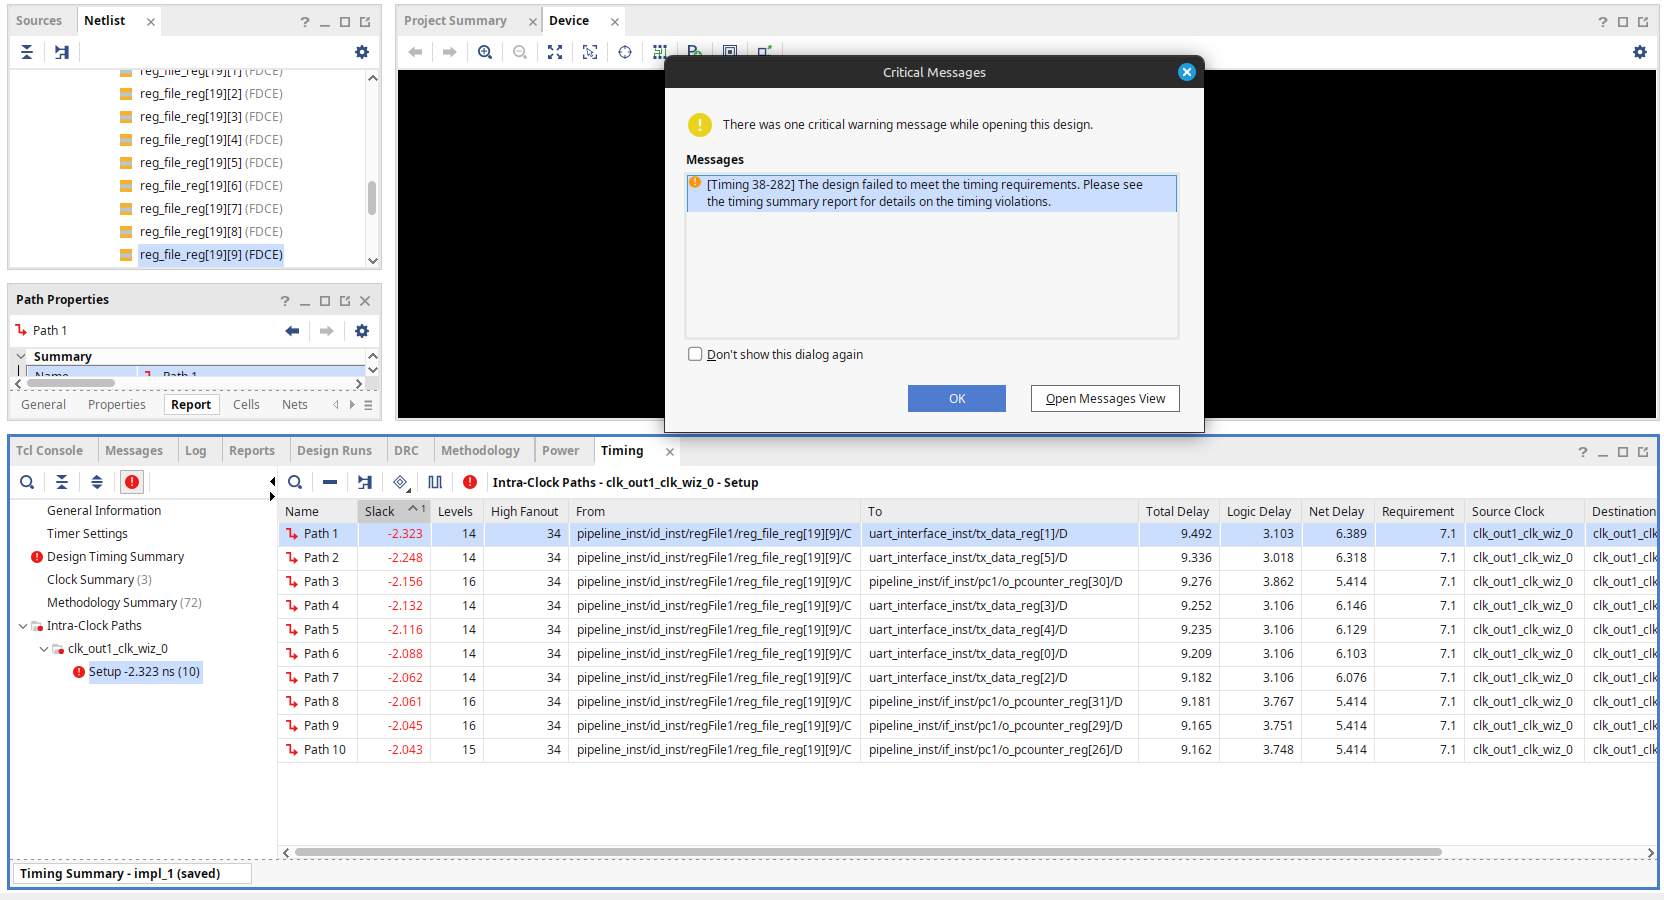 Sources
Netlist
reg_file_reg[19][1] (FDCE)
reg_file_reg[19][2] (FDCE)
reg_file_reg[19][3] (FDCE)
reg_file_reg[19][4] (FDCE)
reg_file_reg[19][5] (FDCE)
reg_file_reg[19][6] (FDCE)
reg_file_reg[19][7] (FDCE)
reg_file_reg[19][8] (FDCE)
reg_file_reg[19][9] (FDCE)
Path Properties
Path 1
Summary
Name Path 1
General Properties Report Cells Nets
Project Summary
Device
Critical Messages
There was one critical warning message while opening this design.
Messages
[Timing 38-282] The design failed to meet the timing requirements. Please see
the timing summary report for details on the timing violations.
Don't show this dialog again
OK
Open Messages View
Tcl Console Messages Log Reports Design Runs DRC Methodology Power Timing
General Information
Timer Settings
Design Timing Summary
Clock Summary (3)
Methodology Summary (72)
Intra-Clock Paths
clk_out1_clk_wiz_0
Setup -2.323 ns (10)
Intra-Clock Paths - clk_out1_clk_wiz_0 - Setup
Name Slack 1 Levels High Fanout From To Total Delay Logic Delay Net Delay Requirement Source Clock Destination
Path 1 -2.323 14 34 pipeline_inst/id_inst/regFile1/reg_file_reg[19][9]/C uart_interface_inst/tx_data_reg[1]/D 9.492 3.103 6.389 7.1 clk_out1_clk_wiz_0 clk_out1_clk
Path 2 -2.248 14 34 pipeline_inst/id_inst/regFile1/reg_file_reg[19][9]/C uart_interface_inst/tx_data_reg[5]/D 9.336 3.018 6.318 7.1 clk_out1_clk_wiz_0 clk_out1_clk
Path 3 -2.156 16 34 pipeline_inst/id_inst/regFile1/reg_file_reg[19][9]/C pipeline_inst/if_inst/pc1/o_pcounter_reg[30]/D 9.276 3.862 5.414 7.1 clk_out1_clk_wiz_0 clk_out1_clk
Path 4 -2.132 14 34 pipeline_inst/id_inst/regFile1/reg_file_reg[19][9]/C uart_interface_inst/tx_data_reg[3]/D 9.252 3.106 6.146 7.1 clk_out1_clk_wiz_0 clk_out1_clk
Path 5 -2.116 14 34 pipeline_inst/id_inst/regFile1/reg_file_reg[19][9]/C uart_interface_inst/tx_data_reg[4]/D 9.235 3.106 6.129 7.1 clk_out1_clk_wiz_0 clk_out1_clk
Path 6 -2.088 14 34 pipeline_inst/id_inst/regFile1/reg_file_reg[19][9]/C uart_interface_inst/tx_data_reg[0]/D 9.209 3.106 6.103 7.1 clk_out1_clk_wiz_0 clk_out1_clk
Path 7 -2.062 14 34 pipeline_inst/id_inst/regFile1/reg_file_reg[19][9]/C uart_interface_inst/tx_data_reg[2]/D 9.182 3.106 6.076 7.1 clk_out1_clk_wiz_0 clk_out1_clk
Path 8 -2.061 16 34 pipeline_inst/id_inst/regFile1/reg_file_reg[19][9]/C pipeline_inst/if_inst/pc1/o_pcounter_reg[31]/D 9.181 3.767 5.414 7.1 clk_out1_clk_wiz_0 clk_out1_clk
Path 9 -2.045 16 34 pipeline_inst/id_inst/regFile1/reg_file_reg[19][9]/C pipeline_inst/if_inst/pc1/o_pcounter_reg[29]/D 9.165 3.751 5.414 7.1 clk_out1_clk_wiz_0 clk_out1_clk
Path 10 -2.043 15 34 pipeline_inst/id_inst/regFile1/reg_file_reg[19][9]/C pipeline_inst/if_inst/pc1/o_pcounter_reg[26]/D 9.162 3.748 5.414 7.1 clk_out1_clk_wiz_0 clk_out1_clk
Timing Summary - impl_1 (saved)